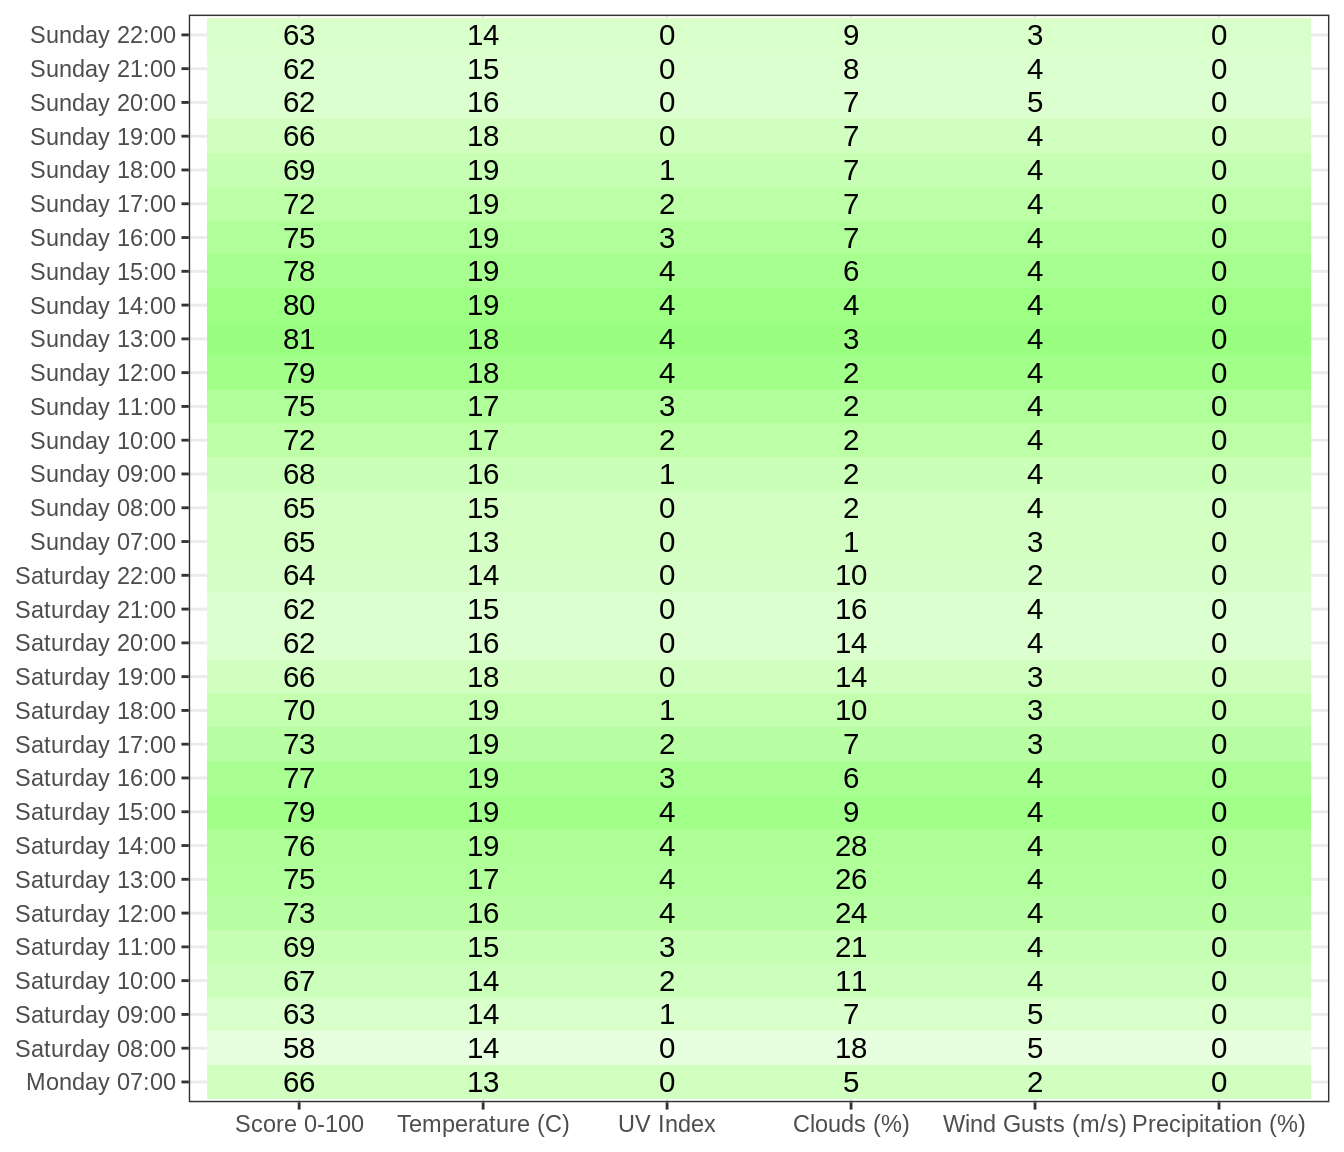 Sunday 22:00 63 14 0 9 3 0
Sunday 21:00 62 15 0 8 4 0
Sunday 20:00 62 16 0 7 5 0
Sunday 19:00 66 18 0 7 4 0
Sunday 18:00 69 19 1 7 4 0
Sunday 17:00 72 19 2 7 4 0
Sunday 16:00 75 19 3 7 4 0
Sunday 15:00 78 19 4 6 4 0
Sunday 14:00 80 19 4 4 4 0
Sunday 13:00 81 18 4 3 4 0
Sunday 12:00 79 18 4 2 4 0
Sunday 11:00 75 17 3 2 4 0
Sunday 10:00 72 17 2 2 4 0
Sunday 09:00 68 16 1 2 4 0
Sunday 08:00 65 15 0 2 4 0
Sunday 07:00 65 13 0 1 3 0
Saturday 22:00 64 14 0 10 2 0
Saturday 21:00 62 15 0 16 4 0
Saturday 20:00 62 16 0 14 4 0
Saturday 19:00 66 18 0 14 3 0
Saturday 18:00 70 19 1 10 3 0
Saturday 17:00 73 19 2 7 3 0
Saturday 16:00 77 19 3 6 4 0
Saturday 15:00 79 19 4 9 4 0
Saturday 14:00 76 19 4 28 4 0
Saturday 13:00 75 17 4 26 4 0
Saturday 12:00 73 16 4 24 4 0
Saturday 11:00 69 15 3 21 4 0
Saturday 10:00 67 14 2 11 4 0
Saturday 09:00 63 14 1 7 5 0
Saturday 08:00 58 14 0 18 5 0
Monday 07:00 66 13 0 5 2 0
Score 0-100 Temperature (C) UV Index Clouds (%) Wind Gusts (m/s) Precipitation (%)